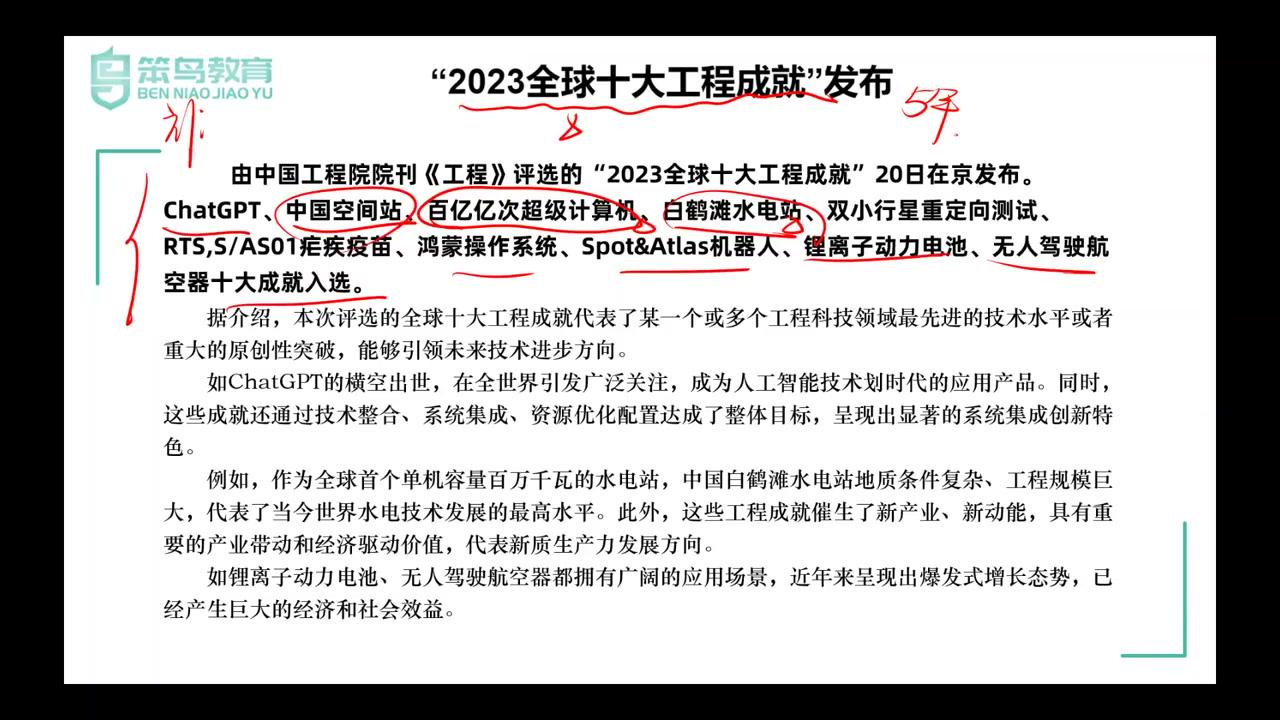 笨鸟教育
BEN NIAO JIAO YU
“2023全球十大工程成就”发布
5年
由中国工程院院刊《工程》评选的“2023全球十大工程成就”20日在京发布。
ChatGPT、中国空间站、百亿亿次超级计算机、白鹤滩水电站、双小行星重定向测试、
RTS,S/AS01疟疾疫苗、鸿蒙操作系统、Spot&Atlas机器人、锂离子动力电池、无人驾驶航
空器十大成就入选。
据介绍，本次评选的全球十大工程成就代表了某一个或多个工程科技领域最先进的技术水平或者
重大的原创性突破，能够引领未来技术进步方向。
如ChatGPT的横空出世，在全世界引发广泛关注，成为人工智能技术划时代的应用产品。同时，
这些成就还通过技术整合、系统集成、资源优化配置达成了整体目标，呈现出显著的系统集成创新特
色。
例如，作为全球首个单机容量百万千瓦的水电站，中国白鹤滩水电站地质条件复杂、工程规模巨
大，代表了当今世界水电技术发展的最高水平。此外，这些工程成就催生了新产业、新动能，具有重
要的产业带动和经济驱动价值，代表新质生产力发展方向。
如锂离子动力电池、无人驾驶航空器都拥有广阔的应用场景，近年来呈现出爆发式增长态势，已
经产生巨大的经济和社会效益。